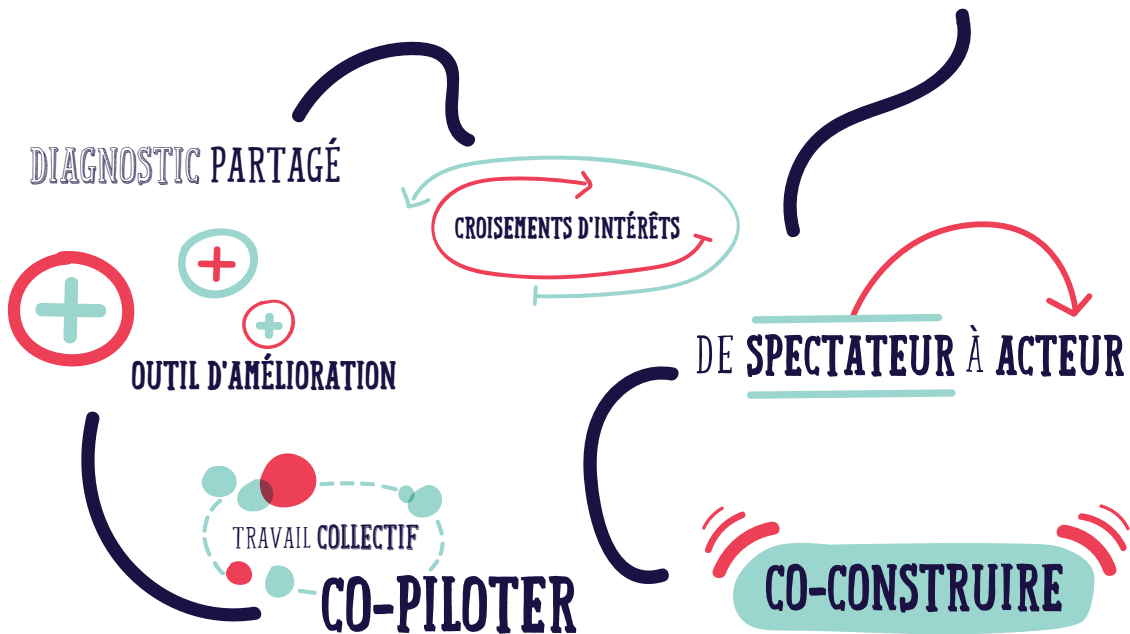 DIAGNOSTIC PARTAGÉ
CROISEMENTS D'INTÉRÊTS
OUTIL D'AMÉLIORATION
DE SPECTATEUR À ACTEUR
TRAVAIL COLLECTIF
CO-PILOTER
CO-CONSTRUIRE